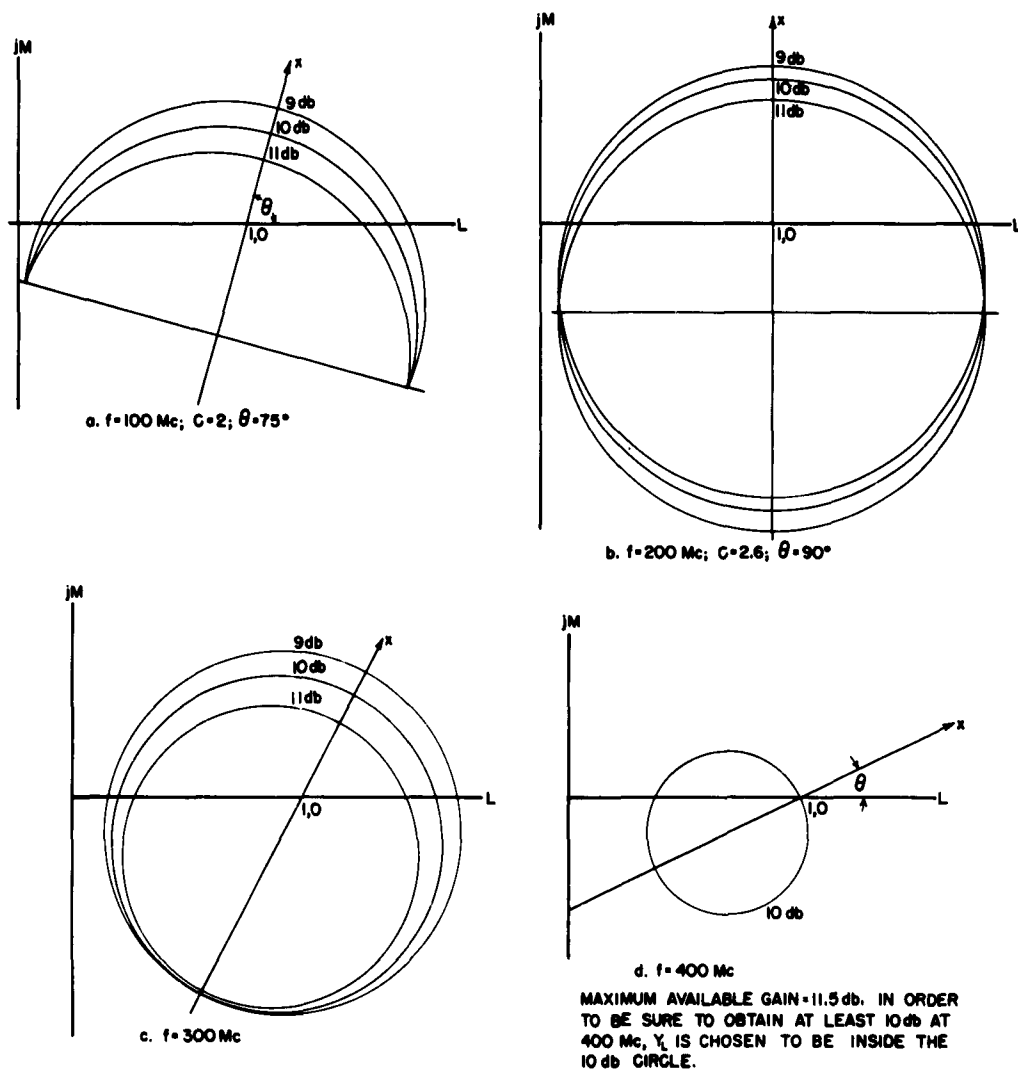 jM
x
9 db
10 db
11 db
θ
1,0
L
a. f=100 Mc; C=2; θ=75°
jM
x
9 db
10 db
11 db
1,0
L
b. f=200 Mc; C=2.6; θ=90°
jM
x
9 db
10 db
11 db
1,0
L
c. f=300 Mc
jM
x
θ
1,0
L
10 db
d. f=400 Mc
MAXIMUM AVAILABLE GAIN=11.5 db. IN ORDER
TO BE SURE TO OBTAIN AT LEAST 10 db AT
400 Mc, Y_L IS CHOSEN TO BE INSIDE THE
10 db CIRCLE.